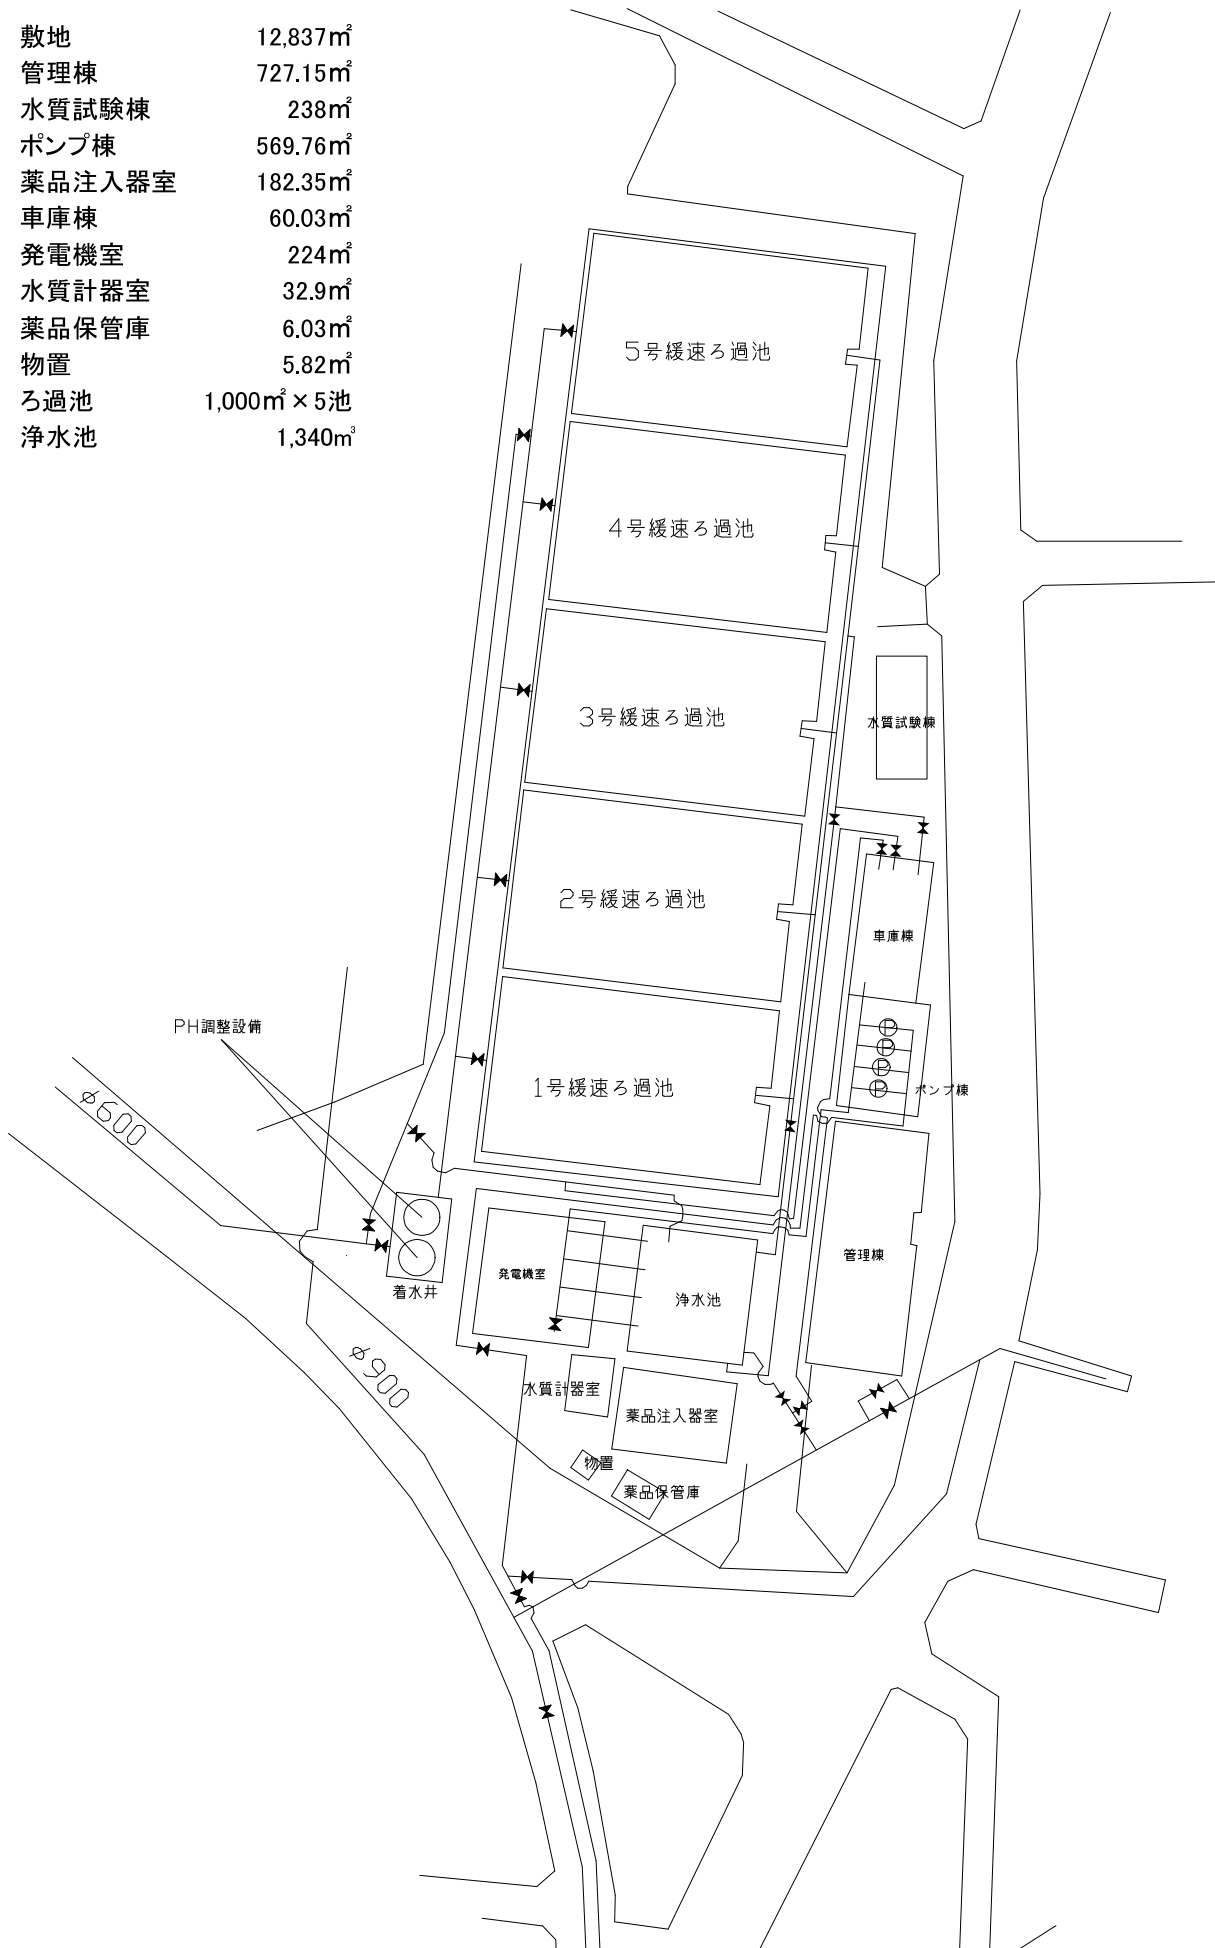 敷地 12,837㎡
管理棟 727.15㎡
水質試験棟 238㎡
ポンプ棟 569.76㎡
薬品注入器室 182.35㎡
車庫棟 60.03㎡
発電機室 224㎡
水質計器室 32.9㎡
薬品保管庫 6.03㎡
物置 5.82㎡
ろ過池 1,000㎡×5池
浄水池 1,340㎥
5号緩速ろ過池
4号緩速ろ過池
3号緩速ろ過池
水質試験棟
2号緩速ろ過池
車庫棟
PH調整設備
P
P
P
P
1号緩速ろ過池
ポンプ棟
φ600
管理棟
発電機室
着水井
浄水池
φ900
水質計器室
薬品注入器室
物置
薬品保管庫